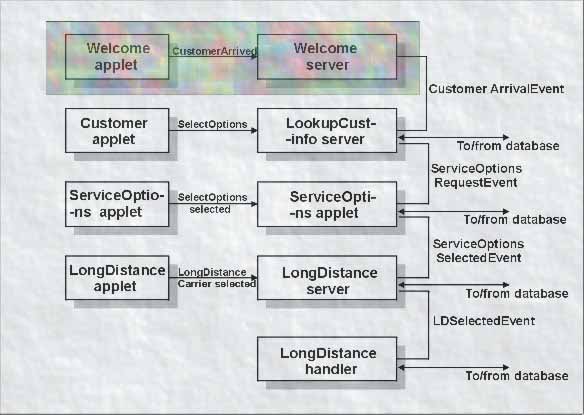 Welcome
applet
CustomerArrived
Welcome
server
Customer ArrivalEvent
Customer
applet
SelectOptions
LookupCust-
-info server
To/from database
ServiceOptions
RequestEvent
ServiceOptio-
-ns applet
SelectOptions
selected
ServiceOpti-
-ns applet
To/from database
ServiceOptions
SelectedEvent
LongDistance
applet
LongDistance
Carrier selected
LongDistance
server
To/from database
LDSelectedEvent
LongDistance
handler
To/from database